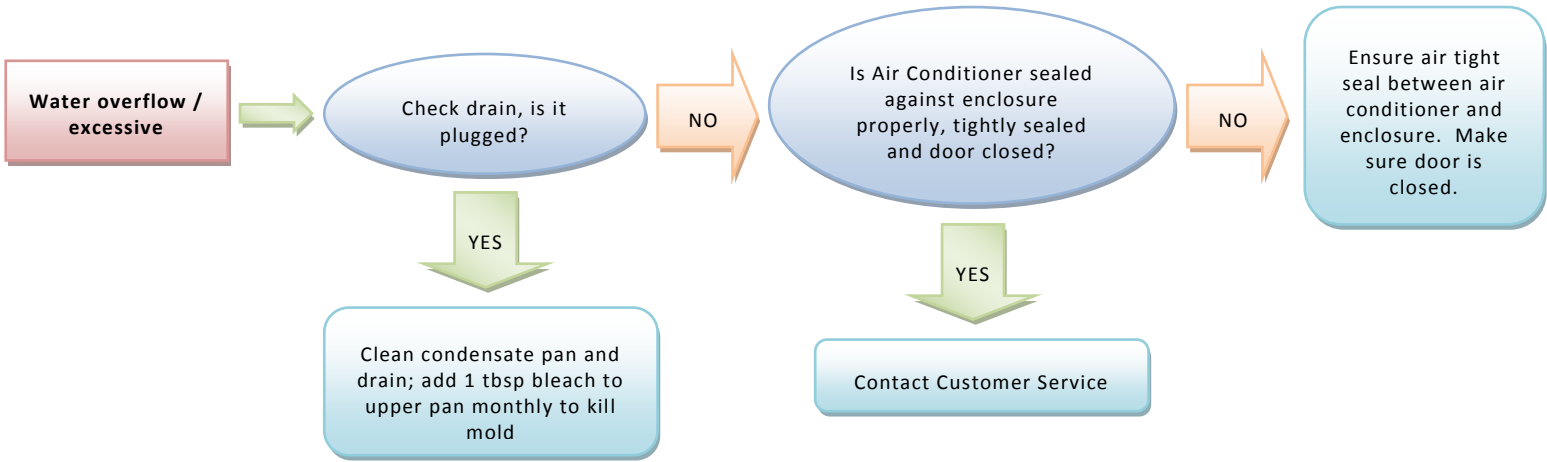 Water overflow /
excessive
Check drain, is it
plugged?
NO
Is Air Conditioner sealed
against enclosure
properly, tightly sealed
and door closed?
NO
Ensure air tight
seal between air
conditioner and
enclosure.  Make
sure door is
closed.
YES
Clean condensate pan and
drain; add 1 tbsp bleach to
upper pan monthly to kill
mold
YES
Contact Customer Service